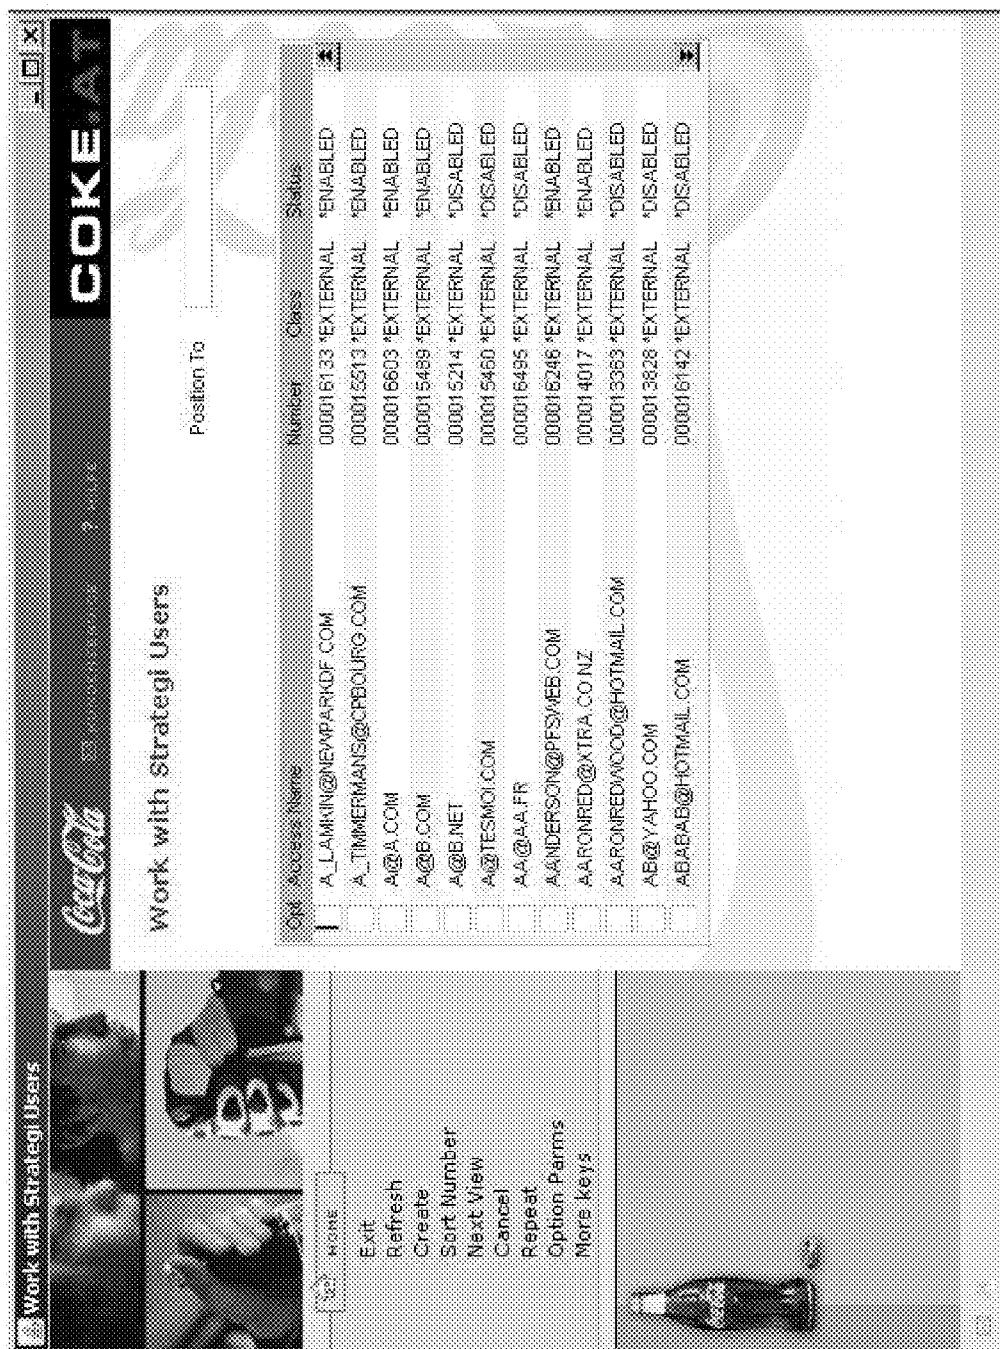 Work with Strategi Users
Coca-Cola
COKE.AT
HOME
Exit
Refresh
Create
Sort Number
Next View
Cancel
Repeat
Option Parms
More keys
Work with Strategi Users
Position To
Opt Access Name Number Class Status
A_LAMKIN@NEWPARKDF.COM 000016133 *EXTERNAL *ENABLED
A_TIMMERMANS@CPBOURG.COM 000015513 *EXTERNAL *ENABLED
A@A.COM 000016603 *EXTERNAL *ENABLED
A@B.COM 000015489 *EXTERNAL *ENABLED
A@B.NET 000015214 *EXTERNAL *DISABLED
A@TESMOI.COM 000015460 *EXTERNAL *DISABLED
AA@AA.FR 000016495 *EXTERNAL *DISABLED
AANDERSON@PFSWEB.COM 000016246 *EXTERNAL *ENABLED
AARONRED@XTRA.CO.NZ 000014017 *EXTERNAL *ENABLED
AARONREDWOOD@HOTMAIL.COM 000013363 *EXTERNAL *DISABLED
AB@YAHOO.COM 000013828 *EXTERNAL *DISABLED
ABABAB@HOTMAIL.COM 000016142 *EXTERNAL *DISABLED